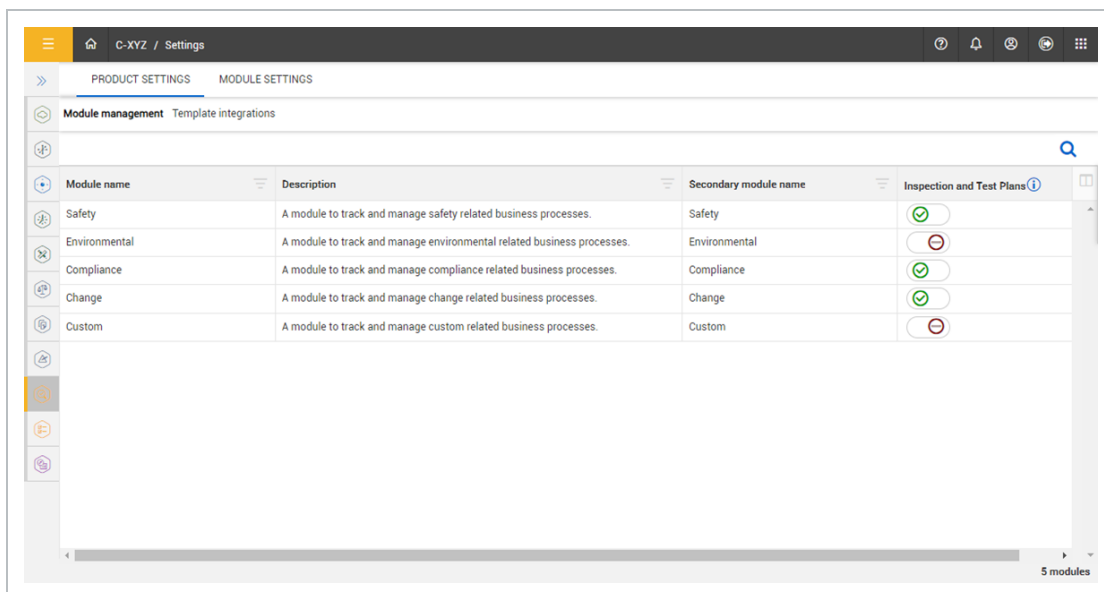 C-XYZ / Settings
PRODUCT SETTINGS MODULE SETTINGS
Module management Template integrations
Module name Description Secondary module name Inspection and Test Plans
Safety A module to track and manage safety related business processes. Safety
Environmental A module to track and manage environmental related business processes. Environmental
Compliance A module to track and manage compliance related business processes. Compliance
Change A module to track and manage change related business processes. Change
Custom A module to track and manage custom related business processes. Custom
5 modules